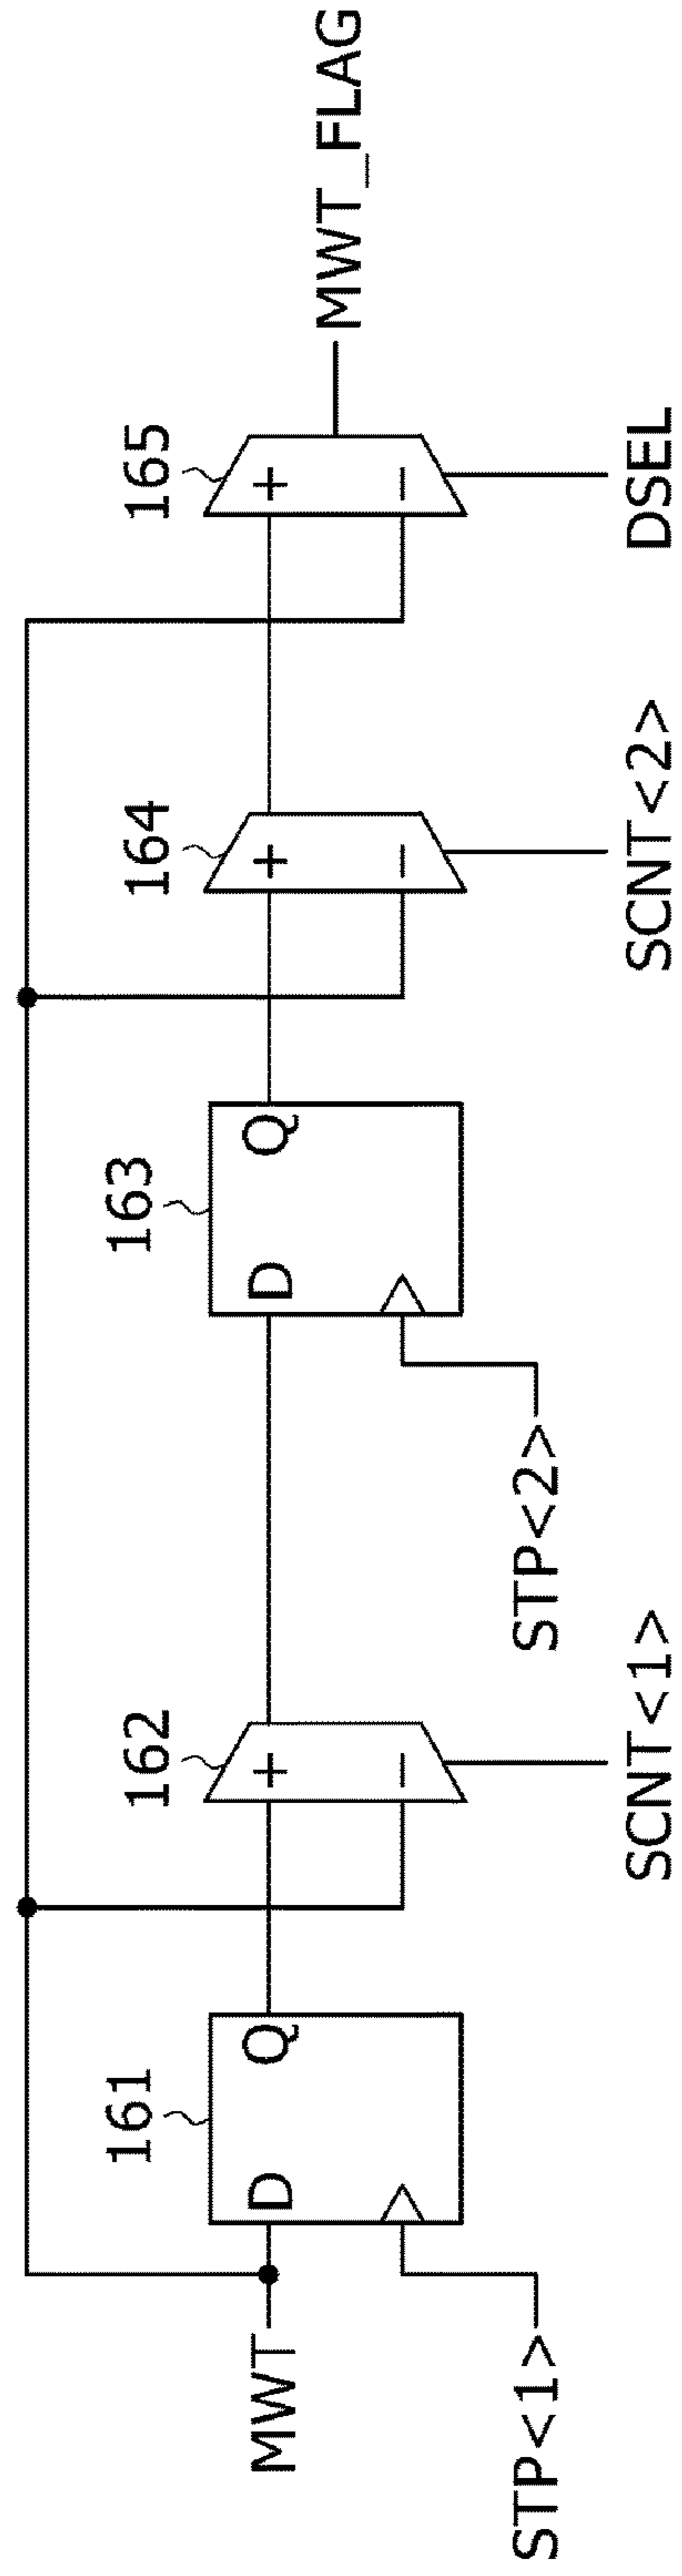 MWT
STP<1>
161
D
Q
162
+
−
SCNT<1>
STP<2>
163
D
Q
164
+
−
SCNT<2>
165
+
−
DSEL
MWT_FLAG